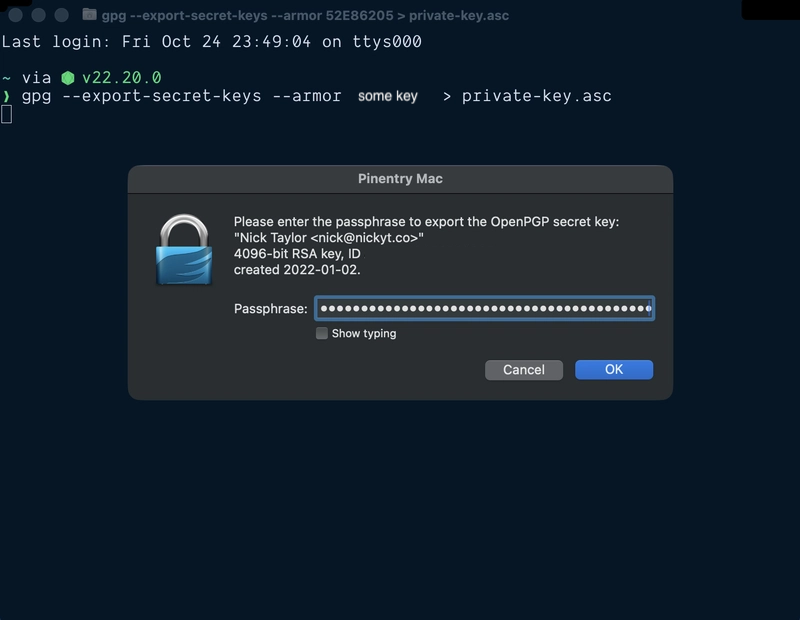 gpg --export-secret-keys --armor 52E86205 > private-key.asc
Last login: Fri Oct 24 23:49:04 on ttys000
~ via ⬢ v22.20.0
❯ gpg --export-secret-keys --armor some key > private-key.asc
Pinentry Mac
Please enter the passphrase to export the OpenPGP secret key:
"Nick Taylor <nick@nickyt.co>"
4096-bit RSA key, ID
created 2022-01-02.
Passphrase:
Show typing
Cancel
OK